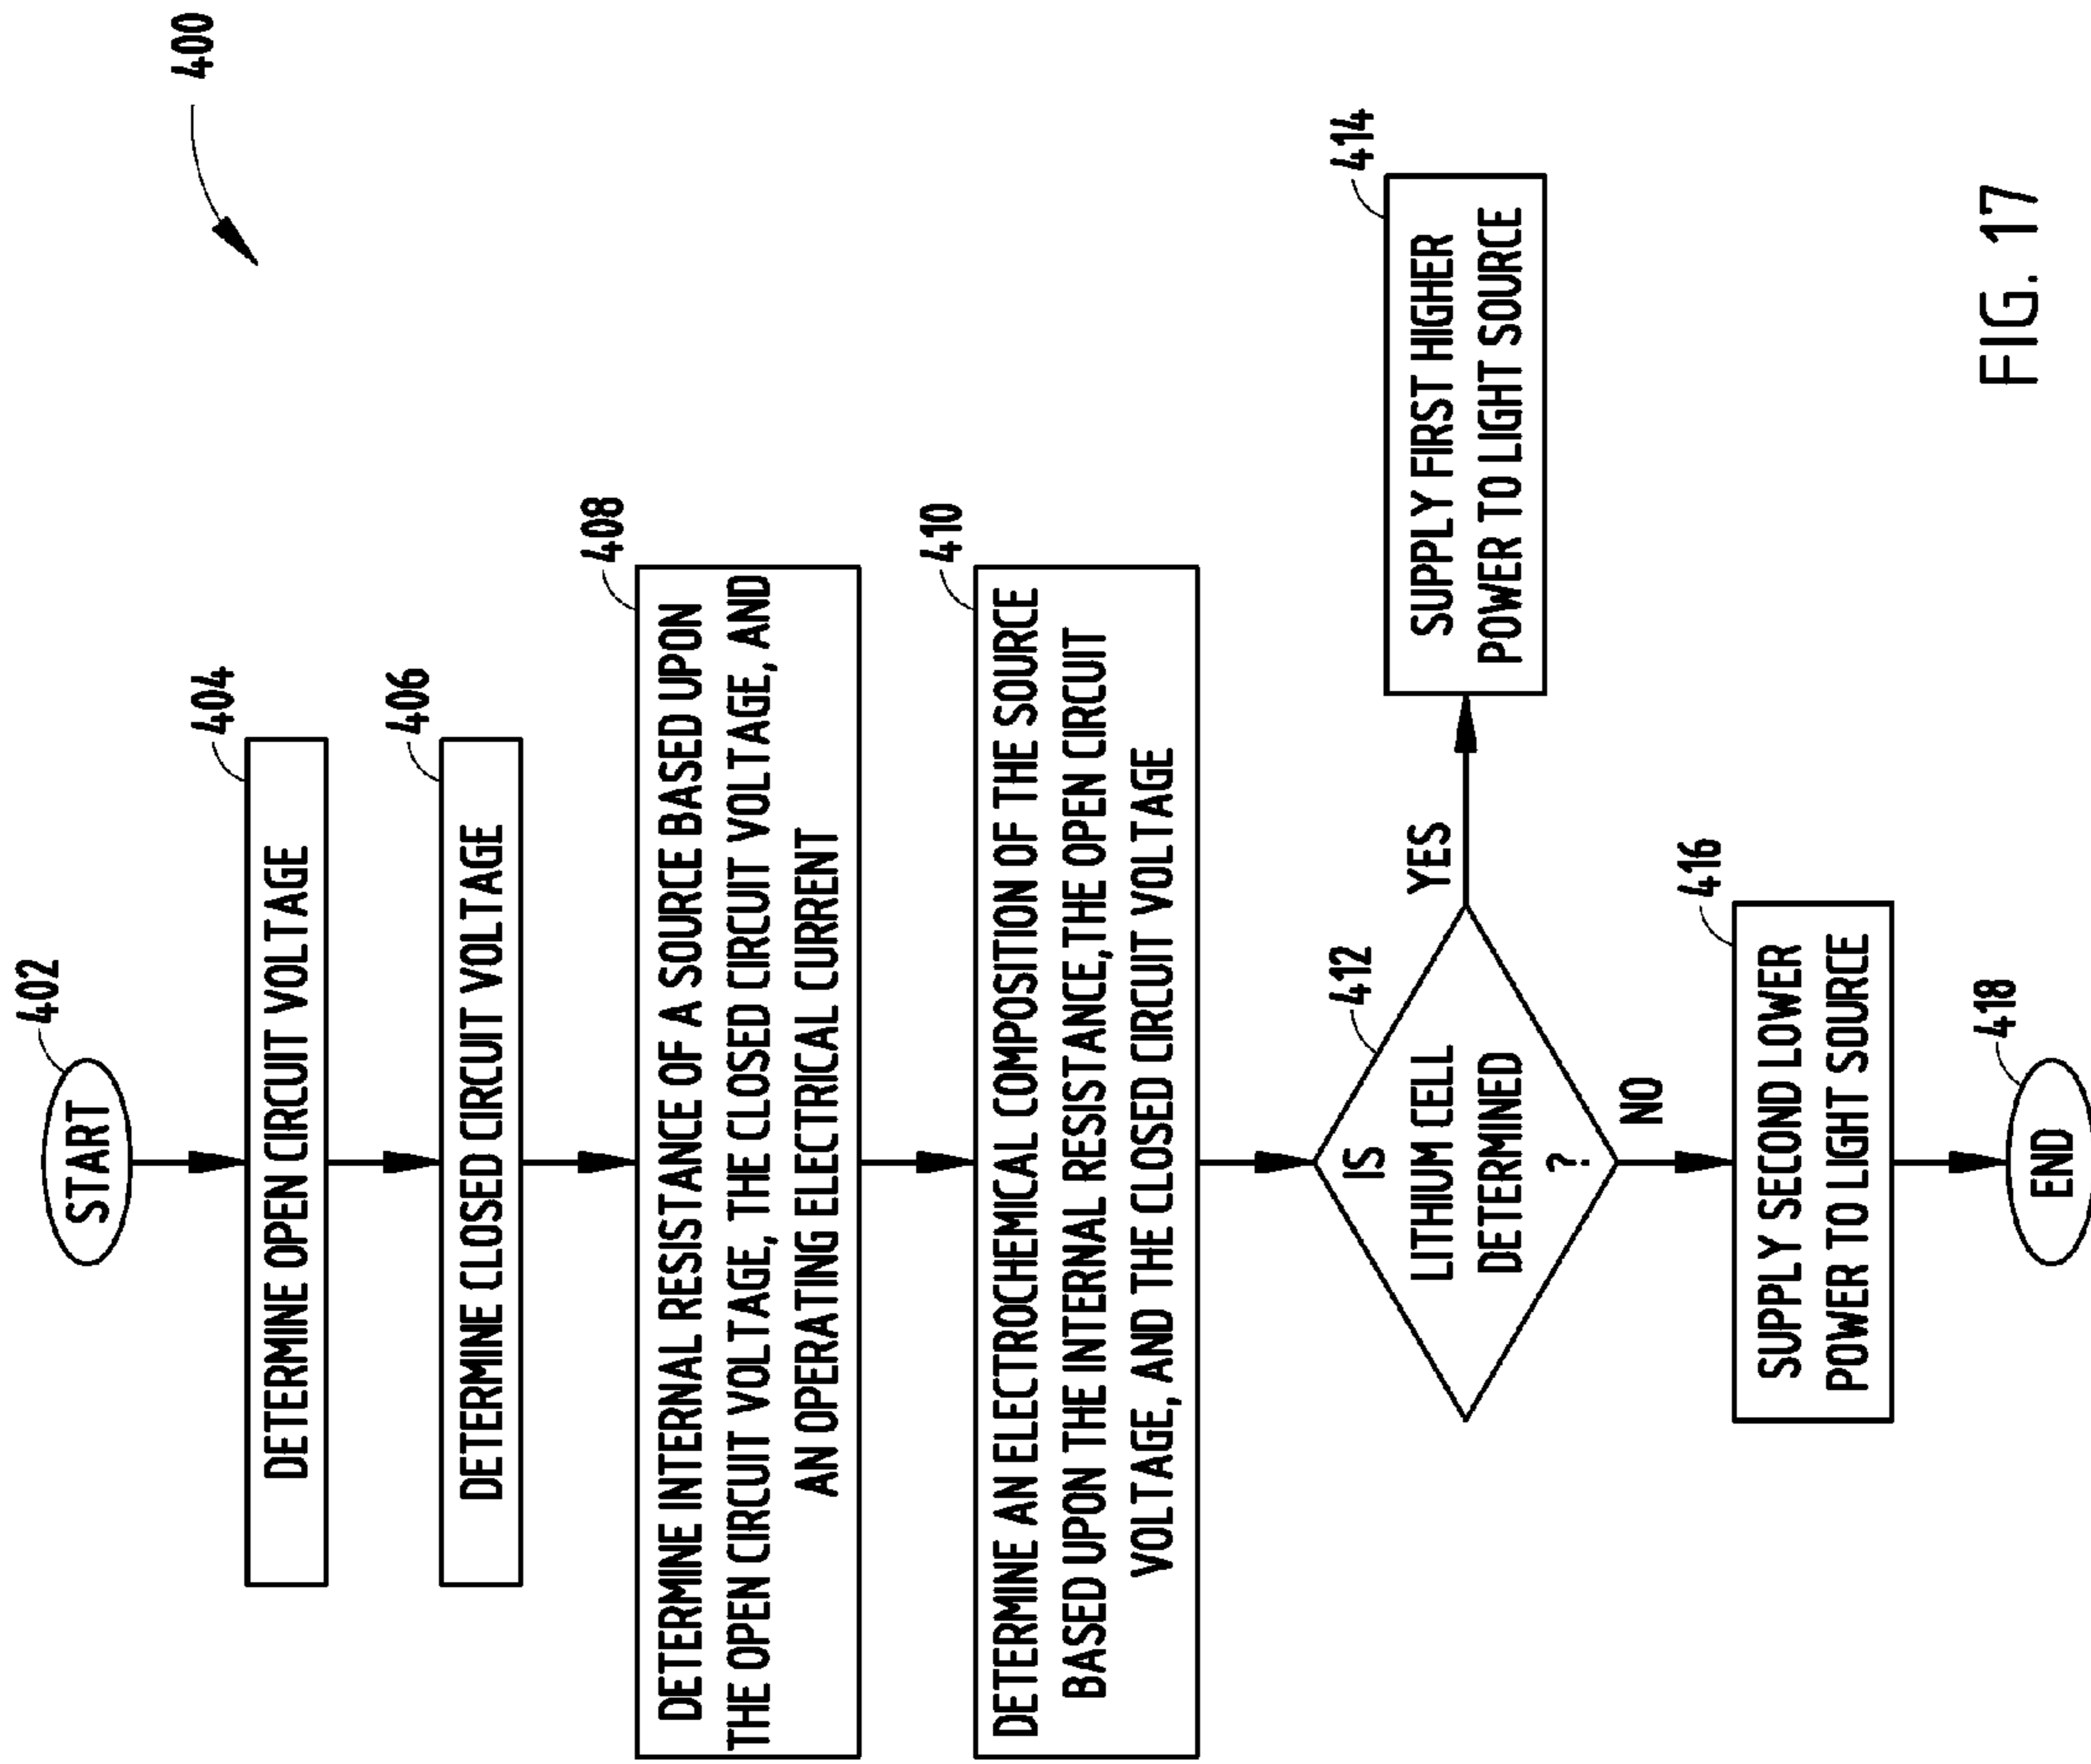 400
402
START
404
DETERMINE OPEN CIRCUIT VOLTAGE
406
DETERMINE CLOSED CIRCUIT VOLTAGE
408
DETERMINE INTERNAL RESISTANCE OF A SOURCE BASED UPON
THE OPEN CIRCUIT VOLTAGE, THE CLOSED CIRCUIT VOLTAGE, AND
AN OPERATING ELECTRICAL CURRENT
410
DETERMINE AN ELECTROCHEMICAL COMPOSITION OF THE SOURCE
BASED UPON THE INTERNAL RESISTANCE,THE OPEN CIRCUIT
VOLTAGE, AND THE CLOSED CIRCUIT VOLTAGE
412
IS
LITHIUM CELL
DETERMINED
?
YES
414
SUPPLY FIRST HIGHER
POWER TO LIGHT SOURCE
NO
416
SUPPLY SECOND LOWER
POWER TO LIGHT SOURCE
418
END
FIG. 17